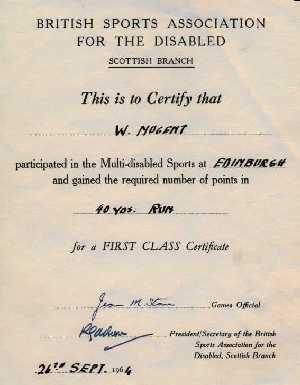 BRITISH SPORTS ASSOCIATION
FOR THE DISABLED
SCOTTISH BRANCH
This is to Certify that
W. NOGENT
participated in the Multi-disabled Sports at EDINBURGH
and gained the required number of points in
40 YDS. RUN
for a FIRST CLASS Certificate
Games Official
President/Secretary of the British
Sports Association for the
Disabled, Scottish Branch
26TH SEPT. 1964